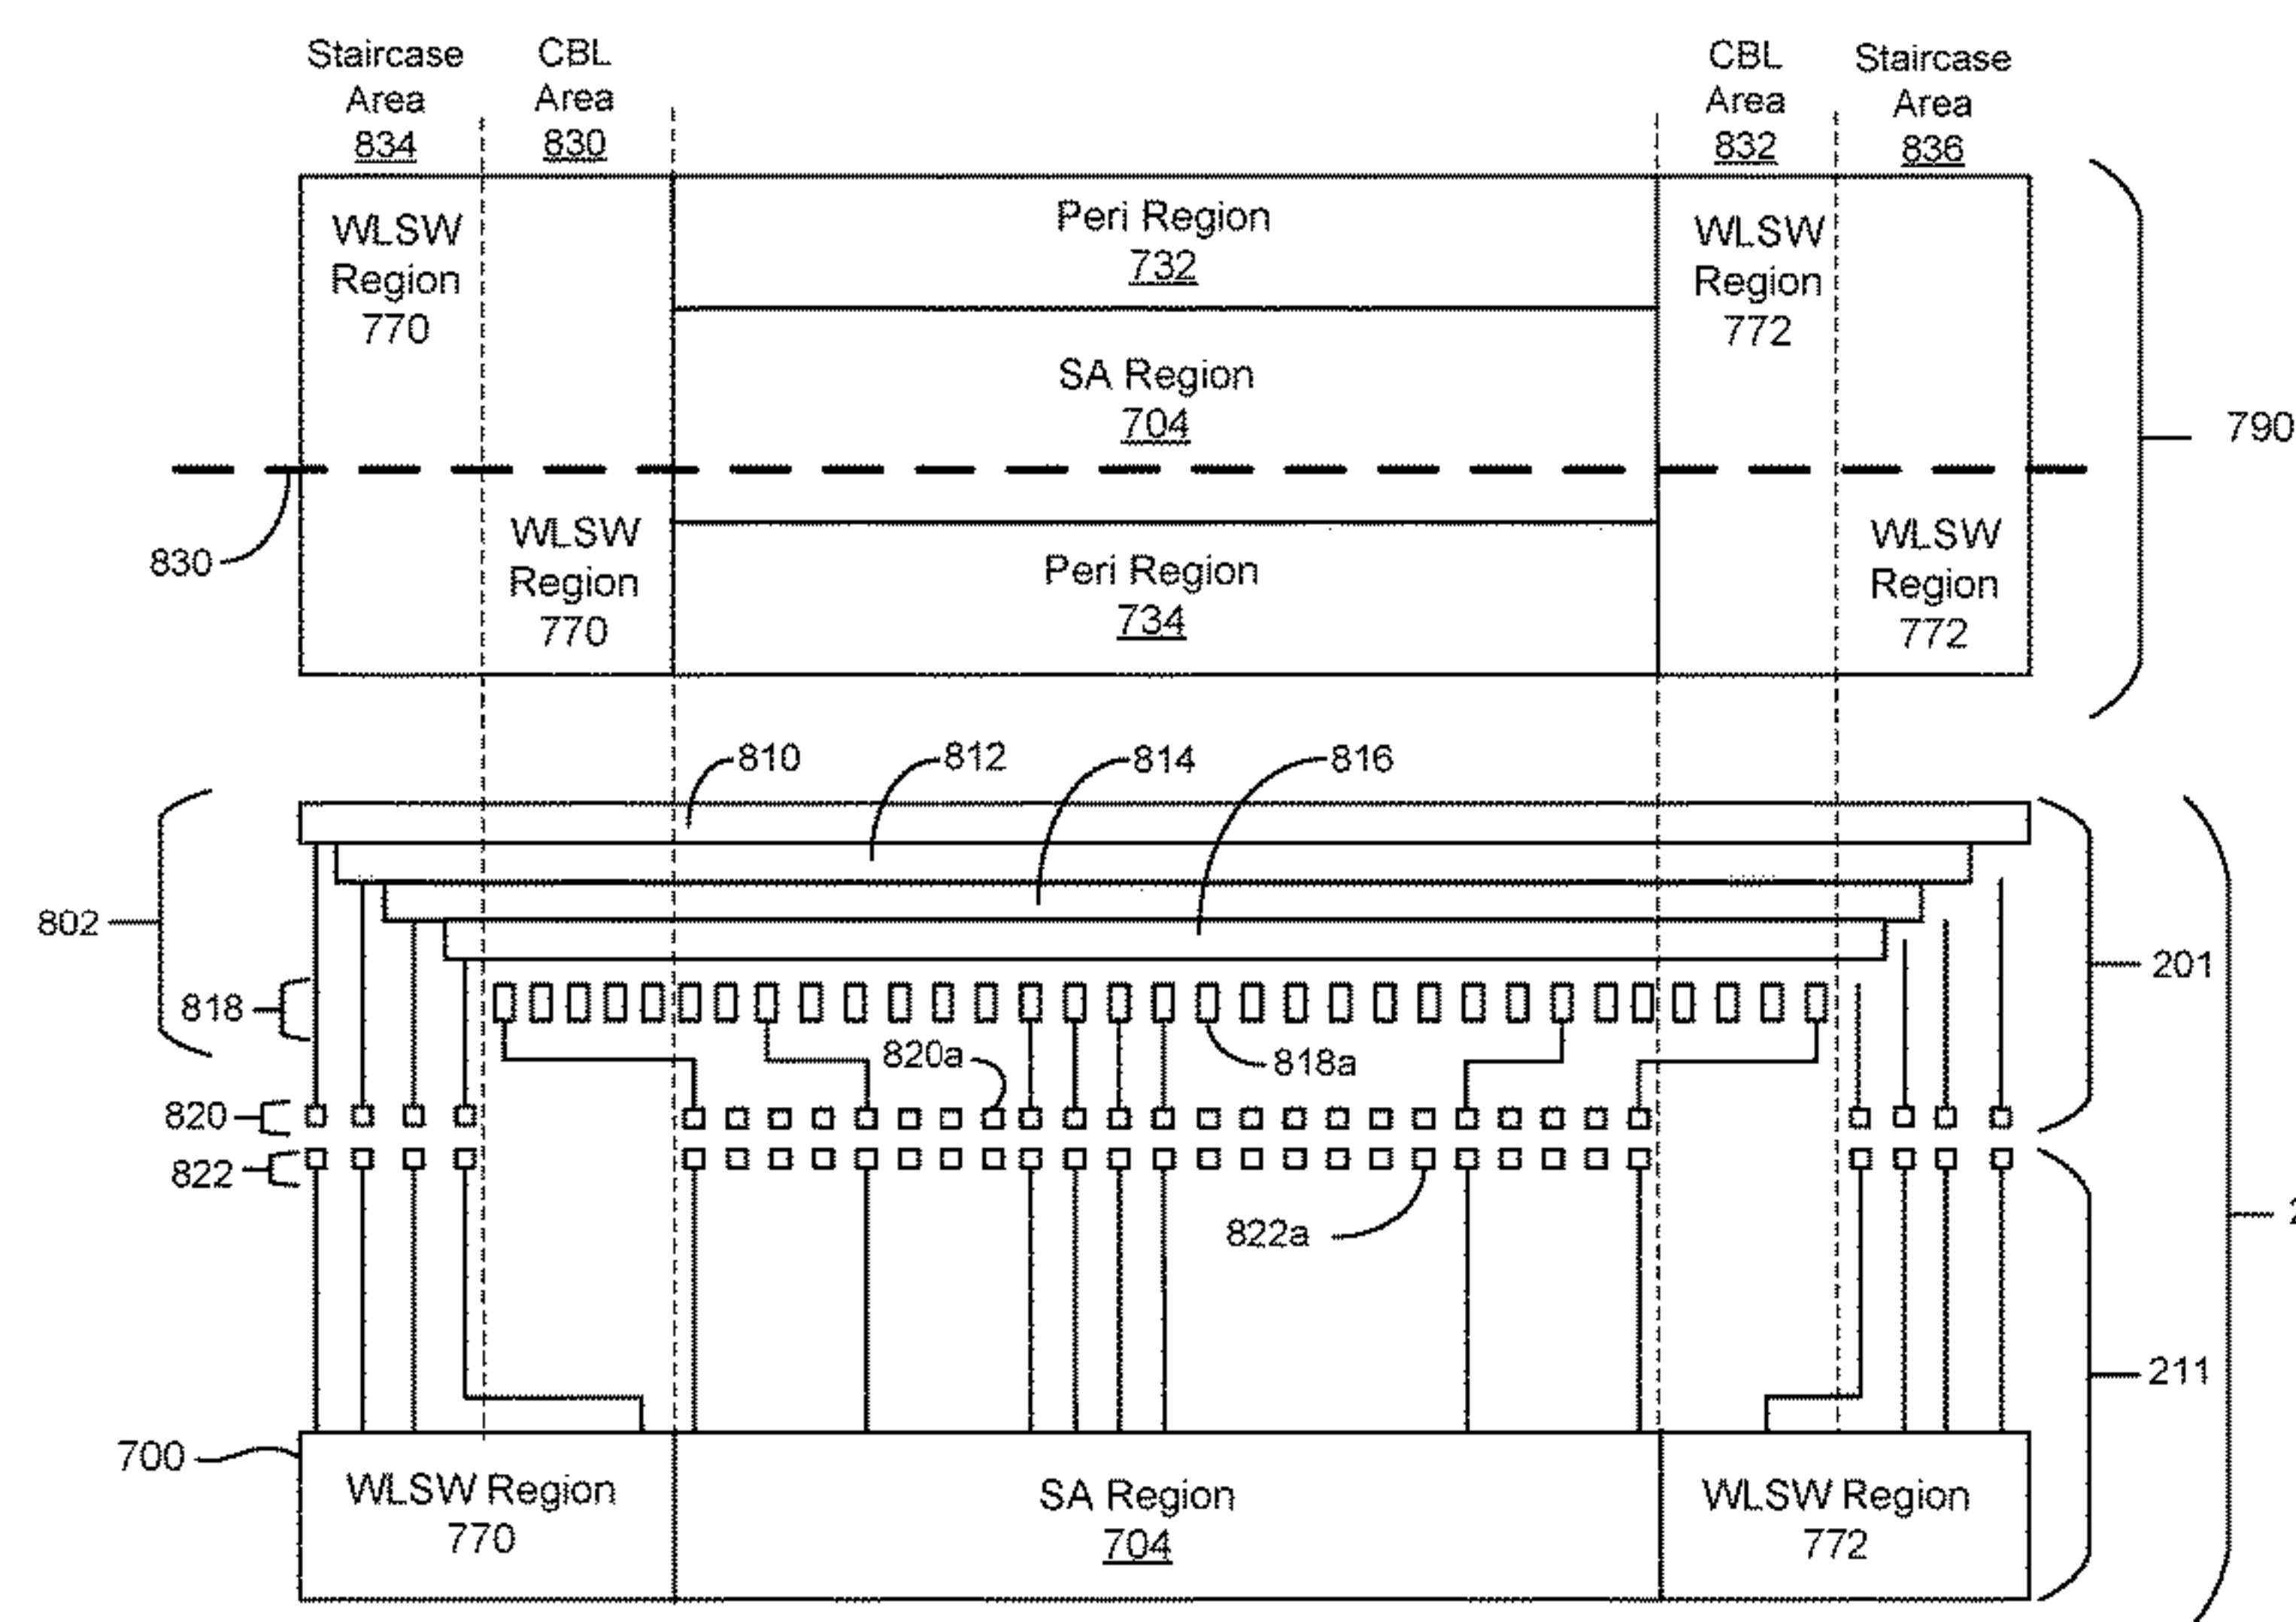 Staircase
Area
834
CBL
Area
830
CBL
Area
832
Staircase
Area
836
WLSW
Region
770
Peri Region
732
WLSW
Region
772
SA Region
704
790
830
WLSW
Region
770
Peri Region
734
WLSW
Region
772
810
812
814
816
802
201
818
820a
818a
820
822
822a
211
700
WLSW Region
770
SA Region
704
WLSW Region
772